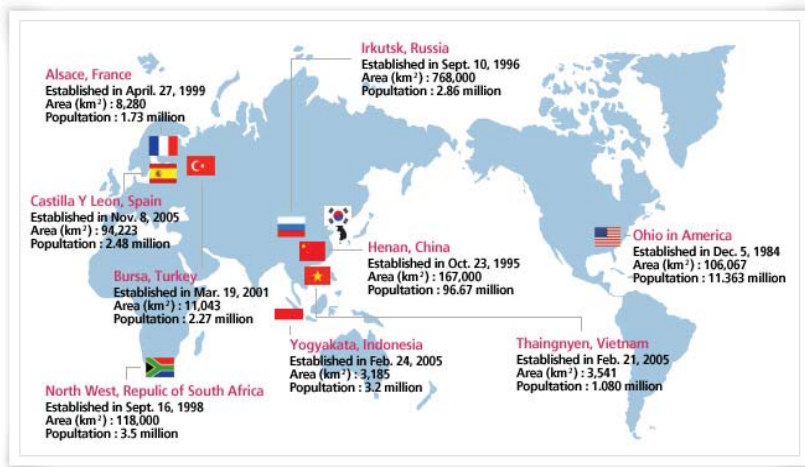 Irkutsk, Russia
Established in Sept. 10, 1996
Area (km²) : 768,000
Popultation : 2.86 million
Alsace, France
Established in April. 27, 1999
Area (km²) : 8,280
Popultation : 1.73 million
Castilla Y Leon, Spain
Established in Nov. 8, 2005
Area (km²) : 94,223
Popultation : 2.48 million
Bursa, Turkey
Established in Mar. 19, 2001
Area (km²) : 11,043
Popultation : 2.27 million
Henan, China
Established in Oct. 23, 1995
Area (km²) : 167,000
Popultation : 96.67 million
Ohio in America
Established in Dec. 5, 1984
Area (km²) : 106,067
Popultation : 11.363 million
Yogyakata, Indonesia
Established in Feb. 24, 2005
Area (km²) : 3,185
Popultation : 3.2 million
Thaingnyen, Vietnam
Established in Feb. 21, 2005
Area (km²) : 3,541
Popultation : 1.080 million
North West, Repulic of South Africa
Established in Sept. 16, 1998
Area (km²) : 118,000
Popultation : 3.5 million